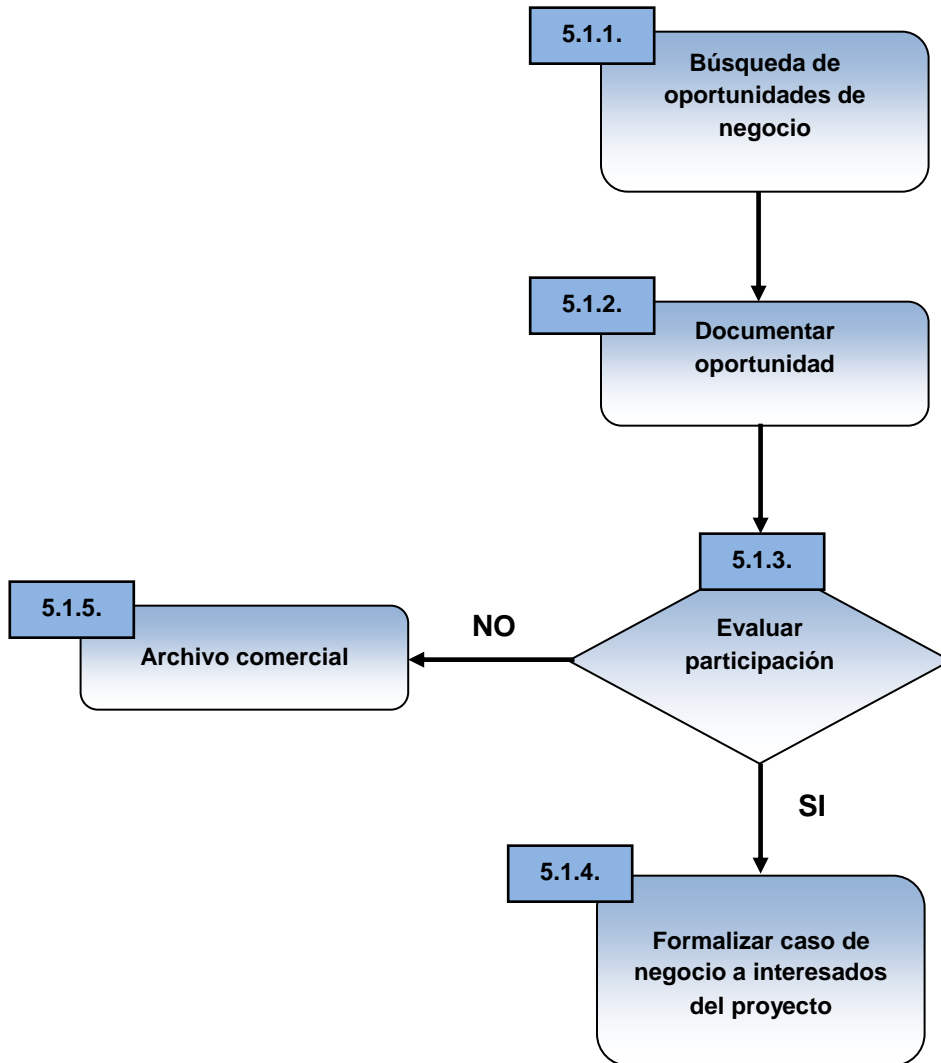 5.1.1.
Búsqueda de
oportunidades de
negocio
5.1.2.
Documentar
oportunidad
5.1.3.
Evaluar
participación
NO
5.1.5.
Archivo comercial
SI
5.1.4.
Formalizar caso de
negocio a interesados
del proyecto